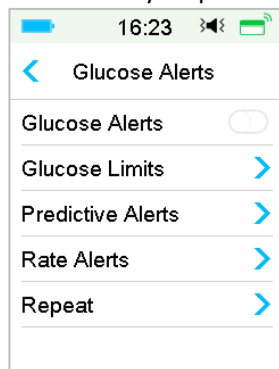 16:23
Glucose Alerts
Glucose Alerts
Glucose Limits
Predictive Alerts
Rate Alerts
Repeat